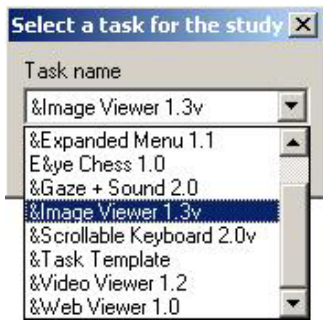 Select a task for the study
Task name
&Image Viewer 1.3v
&Expanded Menu 1.1
E&ye Chess 1.0
&Gaze + Sound 2.0
&Image Viewer 1.3v
&Scrollable Keyboard 2.0v
&Task Template
&Video Viewer 1.2
&Web Viewer 1.0